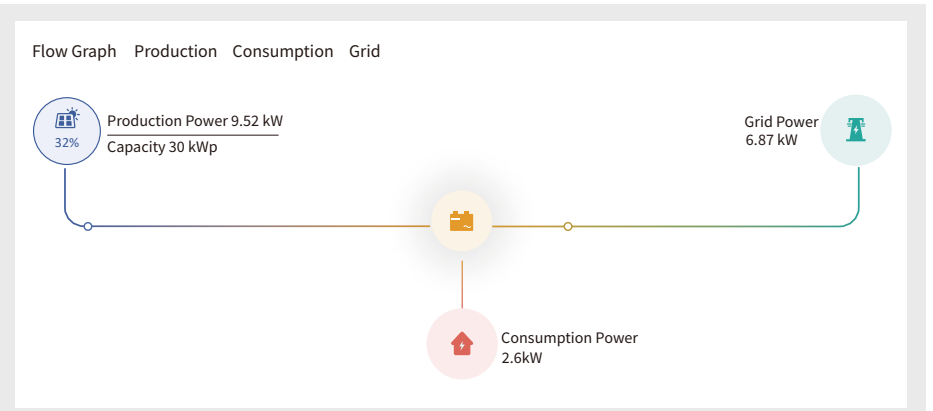 Flow Graph Production Consumption Grid
32%
Production Power 9.52 kW
Capacity 30 kWp
Grid Power
6.87 kW
Consumption Power
2.6kW